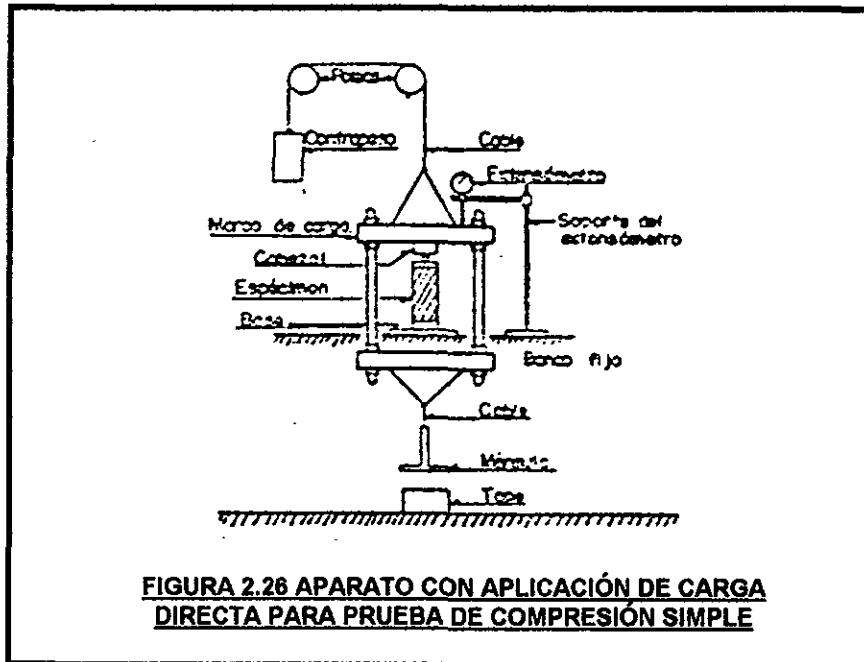 Poleas
Contrapeso
Cable
Extensómetro
Marco de carga
Soporte del
extensómetro
Cabezal
Espécimen
Base
Banco fijo
Cable
Ménsula
Tope
FIGURA 2.26 APARATO CON APLICACIÓN DE CARGA
DIRECTA PARA PRUEBA DE COMPRESIÓN SIMPLE